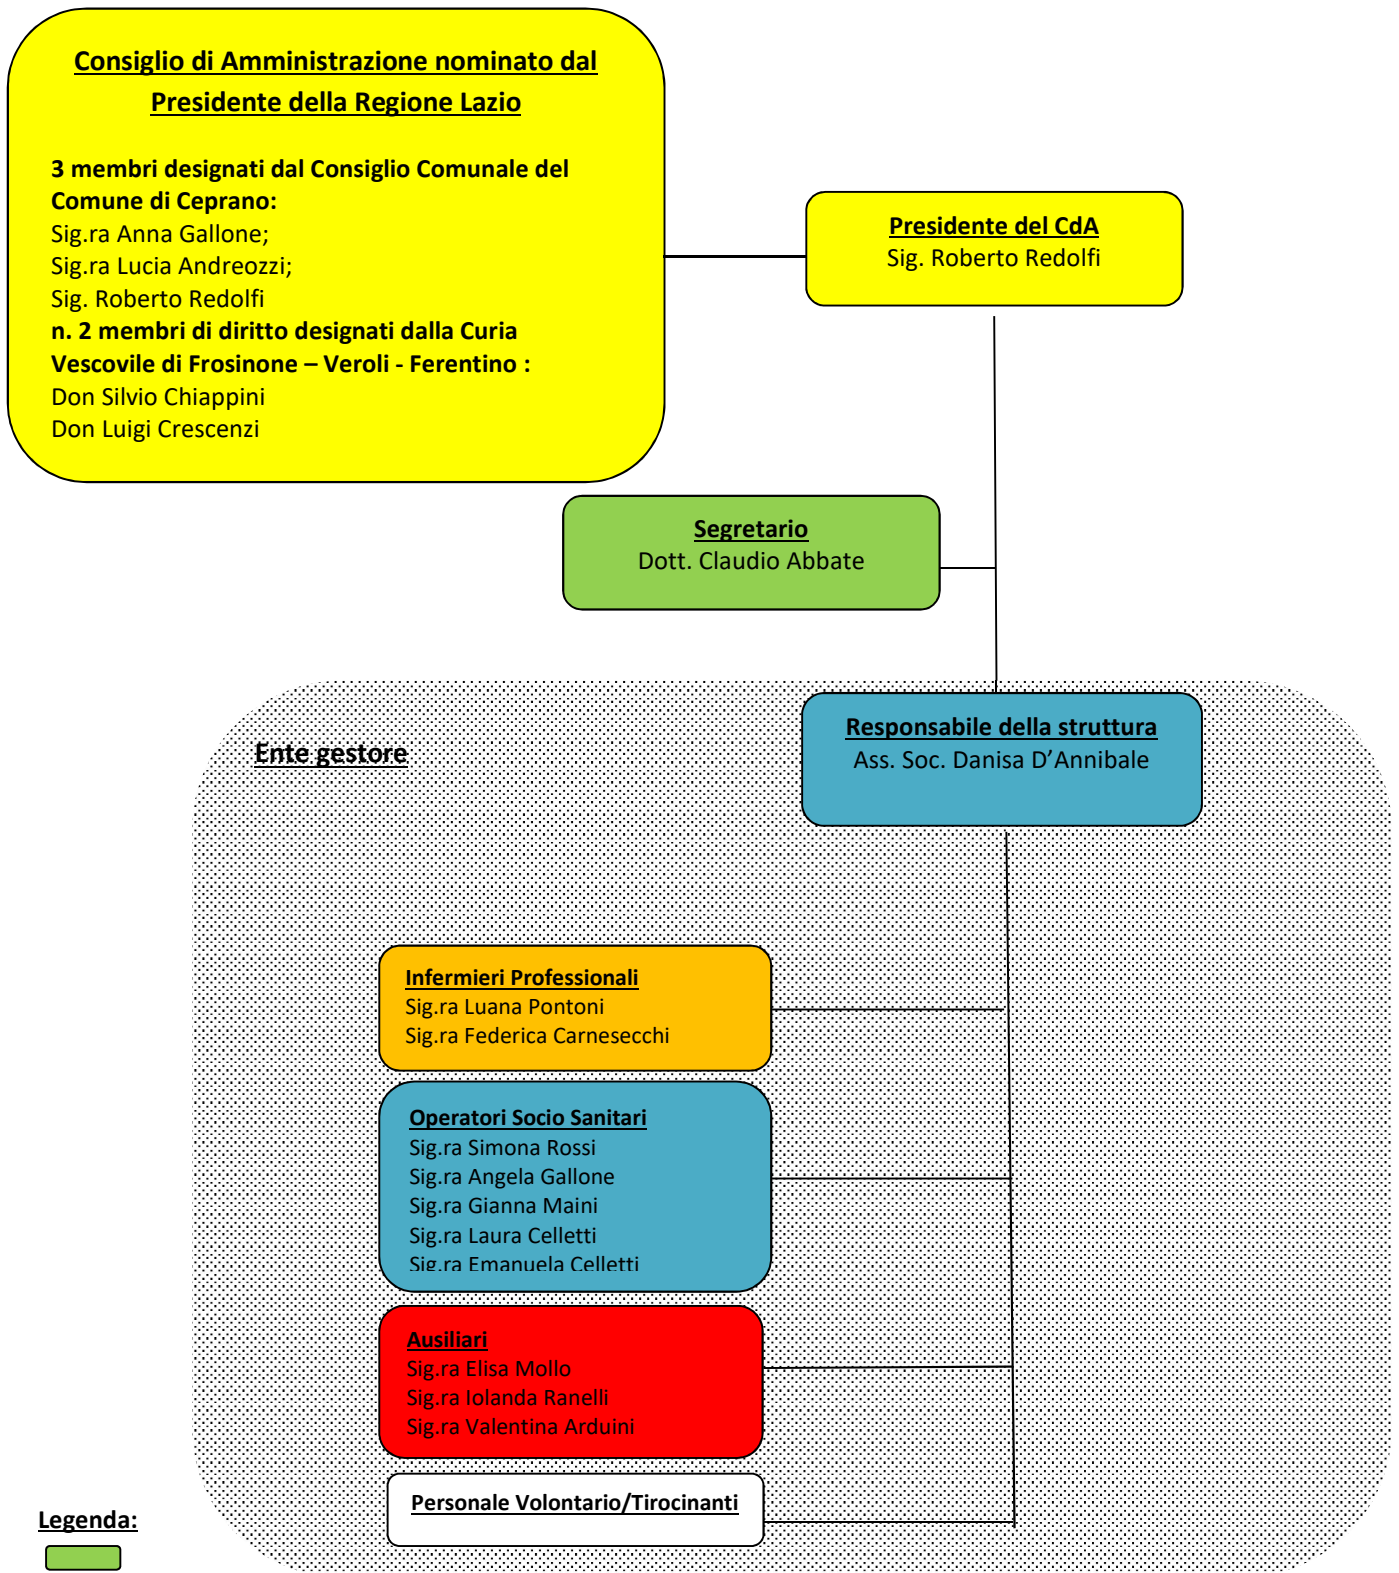 Consiglio di Amministrazione nominato dal
Presidente della Regione Lazio
3 membri designati dal Consiglio Comunale del
Comune di Ceprano:
Sig.ra Anna Gallone;
Sig.ra Lucia Andreozzi;
Sig. Roberto Redolfi
n. 2 membri di diritto designati dalla Curia
Vescovile di Frosinone – Veroli - Ferentino :
Don Silvio Chiappini
Don Luigi Crescenzi
Presidente del CdA
Sig. Roberto Redolfi
Segretario
Dott. Claudio Abbate
Ente gestore
Responsabile della struttura
Ass. Soc. Danisa D’Annibale
Infermieri Professionali
Sig.ra Luana Pontoni
Sig.ra Federica Carnesecchi
Operatori Socio Sanitari
Sig.ra Simona Rossi
Sig.ra Angela Gallone
Sig.ra Gianna Maini
Sig.ra Laura Celletti
Sig.ra Emanuela Celletti
Ausiliari
Sig.ra Elisa Mollo
Sig.ra Iolanda Ranelli
Sig.ra Valentina Arduini
Personale Volontario/Tirocinanti
Legenda: